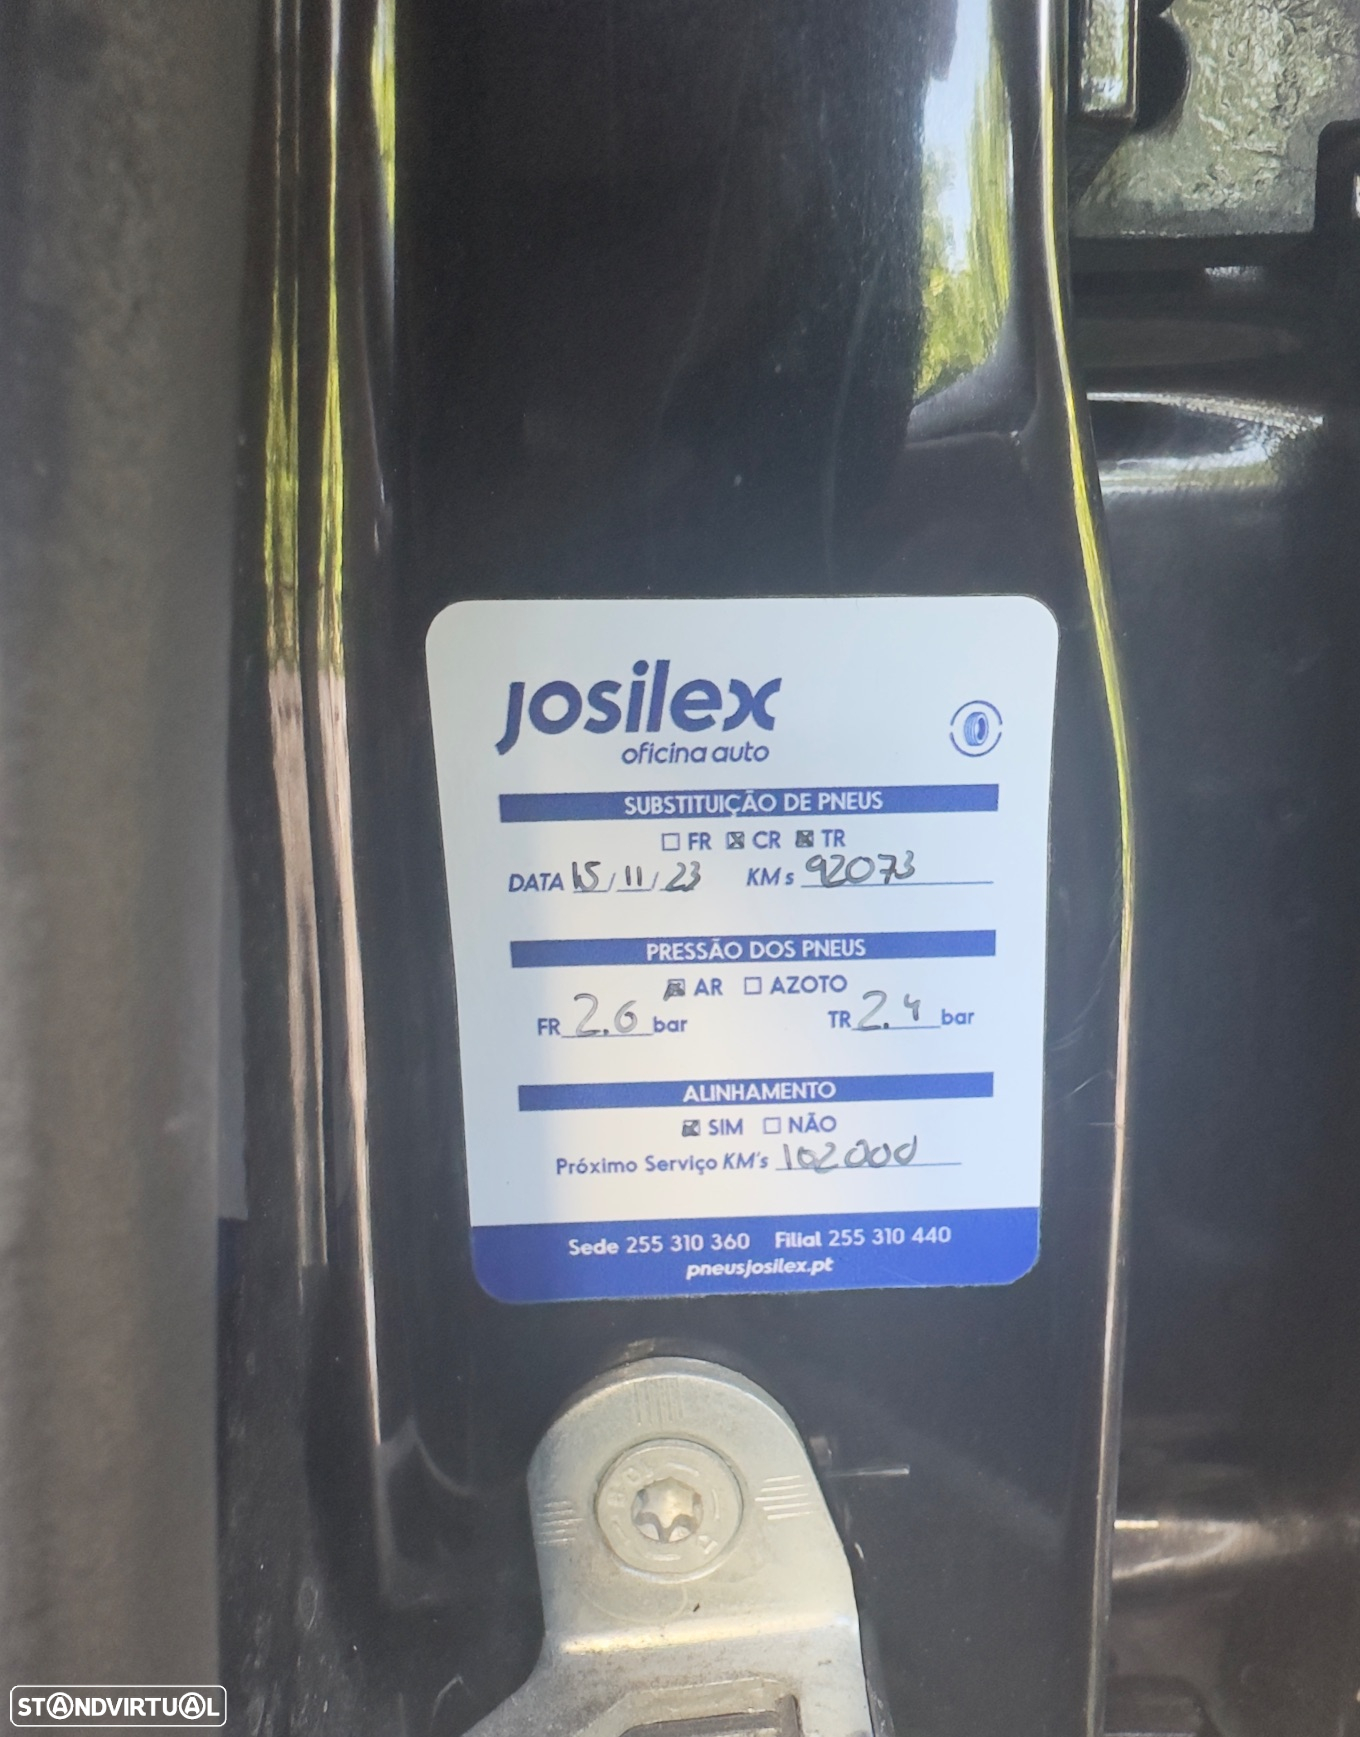 Josilex
oficina auto
SUBSTITUIÇÃO DE PNEUS
FR CR TR
DATA 15/11/23 KMs 92073
PRESSÃO DOS PNEUS
AR AZOTO
FR 2.6 bar TR 2.4 bar
ALINHAMENTO
SIM NÃO
Próximo Serviço KM's 102000
Sede 255 310 360 Filial 255 310 440
pneusjosilex.pt
STANDVIRTUAL